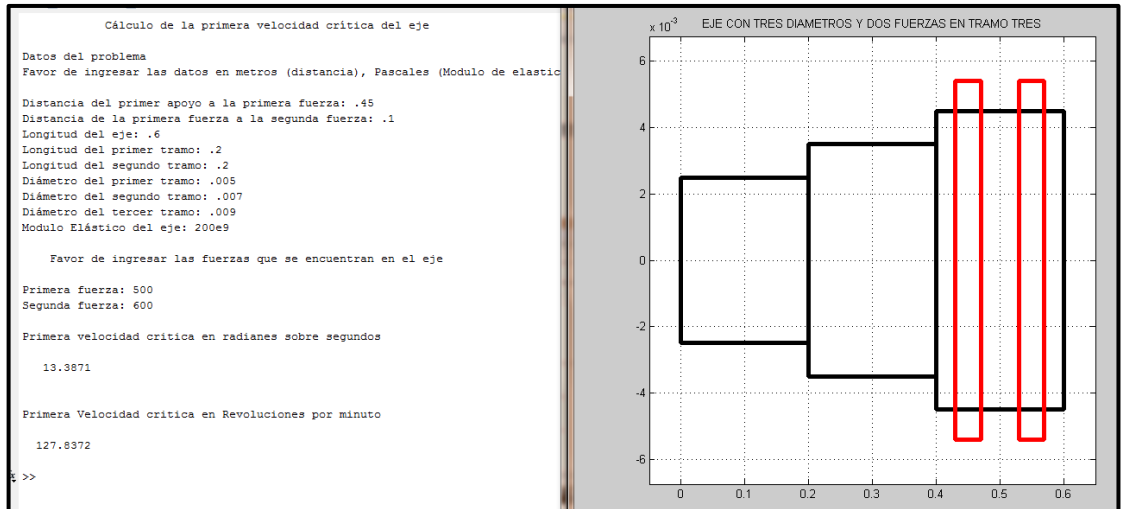 Cálculo de la primera velocidad crítica del eje
Datos del problema
Favor de ingresar las datos en metros (distancia), Pascales (Modulo de elastic
Distancia del primer apoyo a la primera fuerza: .45
Distancia de la primera fuerza a la segunda fuerza: .1
Longitud del eje: .6
Longitud del primer tramo: .2
Longitud del segundo tramo: .2
Diámetro del primer tramo: .005
Diámetro del segundo tramo: .007
Diámetro del tercer tramo: .009
Modulo Elástico del eje: 200e9
Favor de ingresar las fuerzas que se encuentran en el eje
Primera fuerza: 500
Segunda fuerza: 600
Primera velocidad critica en radianes sobre segundos
13.3871
Primera Velocidad critica en Revoluciones por minuto
127.8372
>>
x 10^-3
EJE CON TRES DIAMETROS Y DOS FUERZAS EN TRAMO TRES
6
4
2
0
-2
-4
-6
0 0.1 0.2 0.3 0.4 0.5 0.6